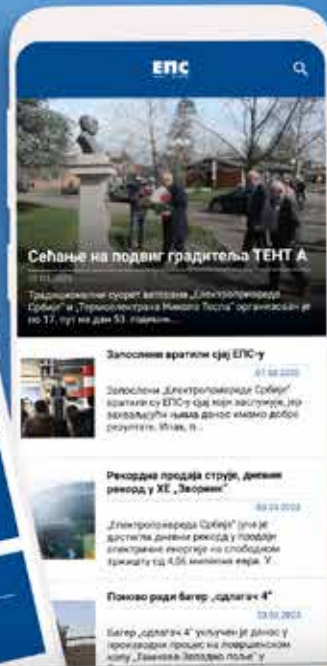 ЕПС
Сећање на подвиг градитеља ТЕНТ А
Традиционални сусрет ветерана „Електропривреде
Србије“ и „Термоелектрана Никола Тесла“ организован је
по 17. пут на дан 53. године...
Запослени вратили сјај ЕПС-у
Запослени „Електропривреде Србије“
вратили су ЕПС-у сјај који заслужује, јер
захваљујући њима данас имамо добре
резултате. Ипак, п...
Рекордна продаја струје, дневни
рекорд у ХЕ „Зворник“
„Електропривреда Србије“ јуче је
достигла дневни рекорд у продаји
електричне енергије на слободном
тржишту од 4,06 милиона евра. У
Поново ради багер „одлагач 4“
Багер „одлагач 4“ укључен је данас у
производни процес на површинском
копу „Тамнава Западно поље“ у